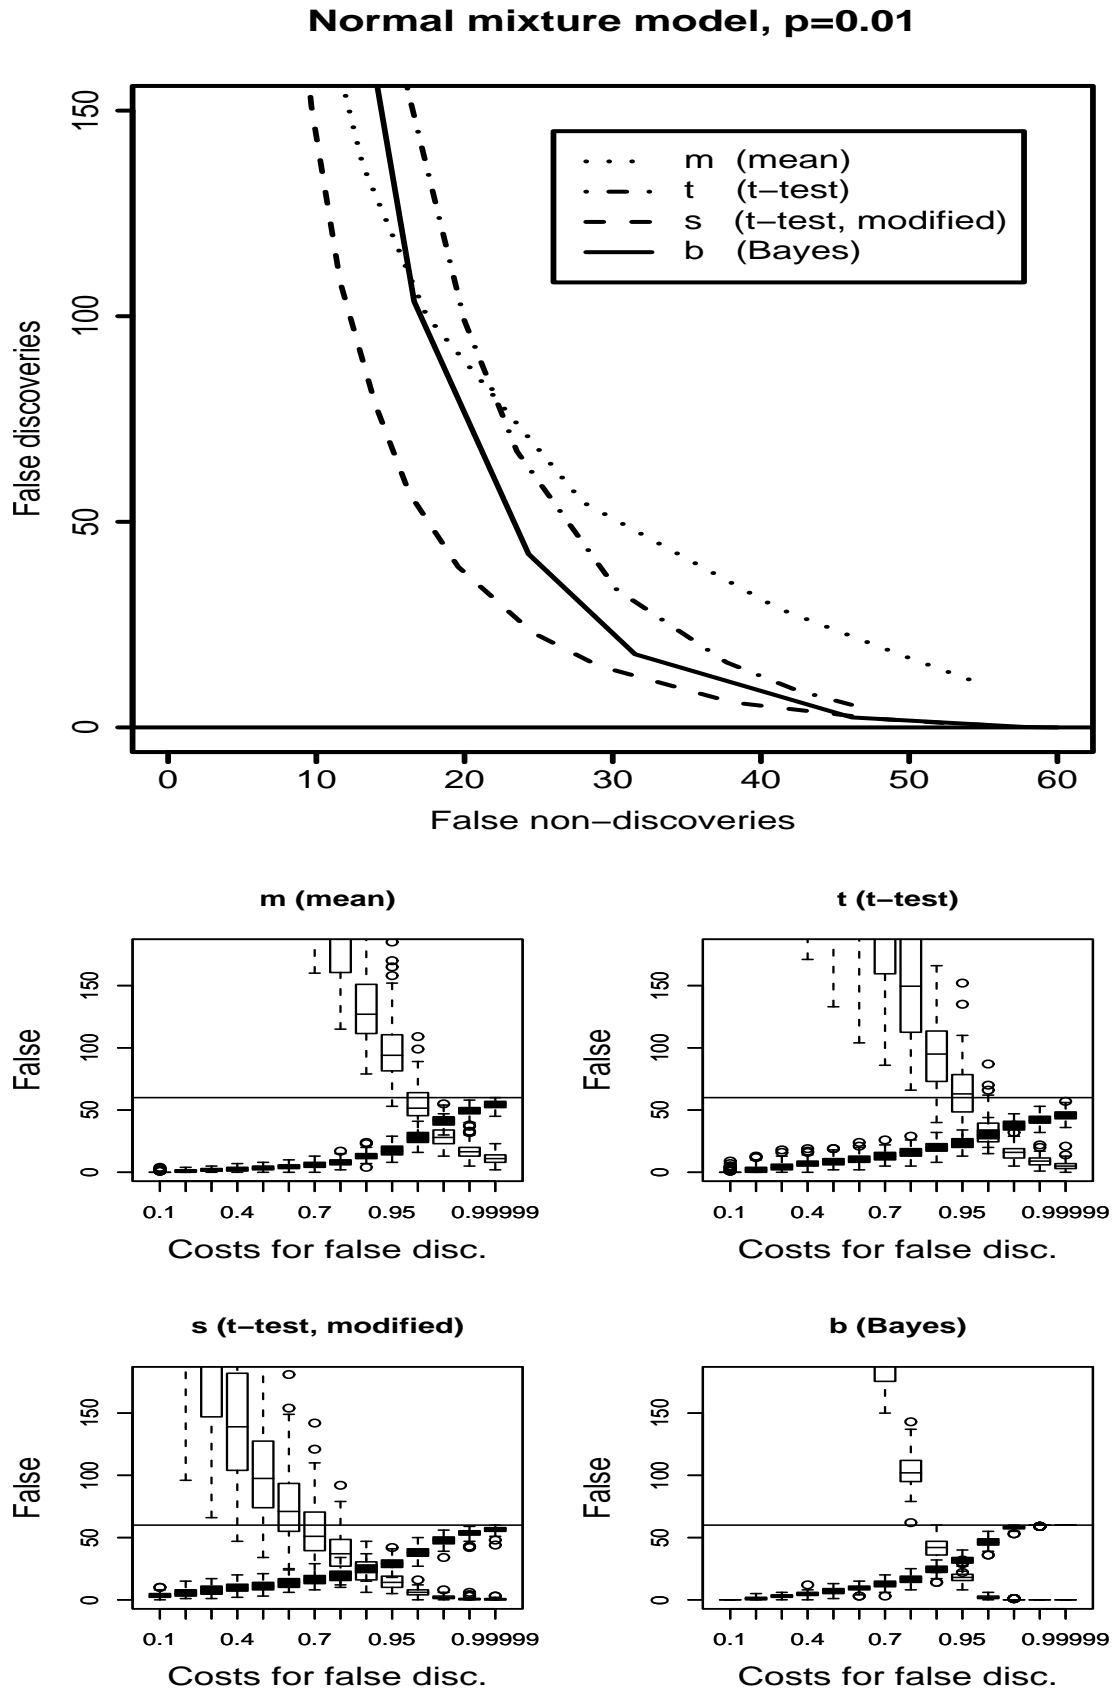 Normal mixture model, p=0.01
150
100
50
0
False discoveries
m (mean)
t (t−test)
s (t−test, modified)
b (Bayes)
0 10 20 30 40 50 60
False non−discoveries
m (mean)
150
100
50
0
False
0.1 0.4 0.7 0.95 0.99999
Costs for false disc.
t (t−test)
150
100
50
0
False
0.1 0.4 0.7 0.95 0.99999
Costs for false disc.
s (t−test, modified)
150
100
50
0
False
0.1 0.4 0.7 0.95 0.99999
Costs for false disc.
b (Bayes)
150
100
50
0
False
0.1 0.4 0.7 0.95 0.99999
Costs for false disc.